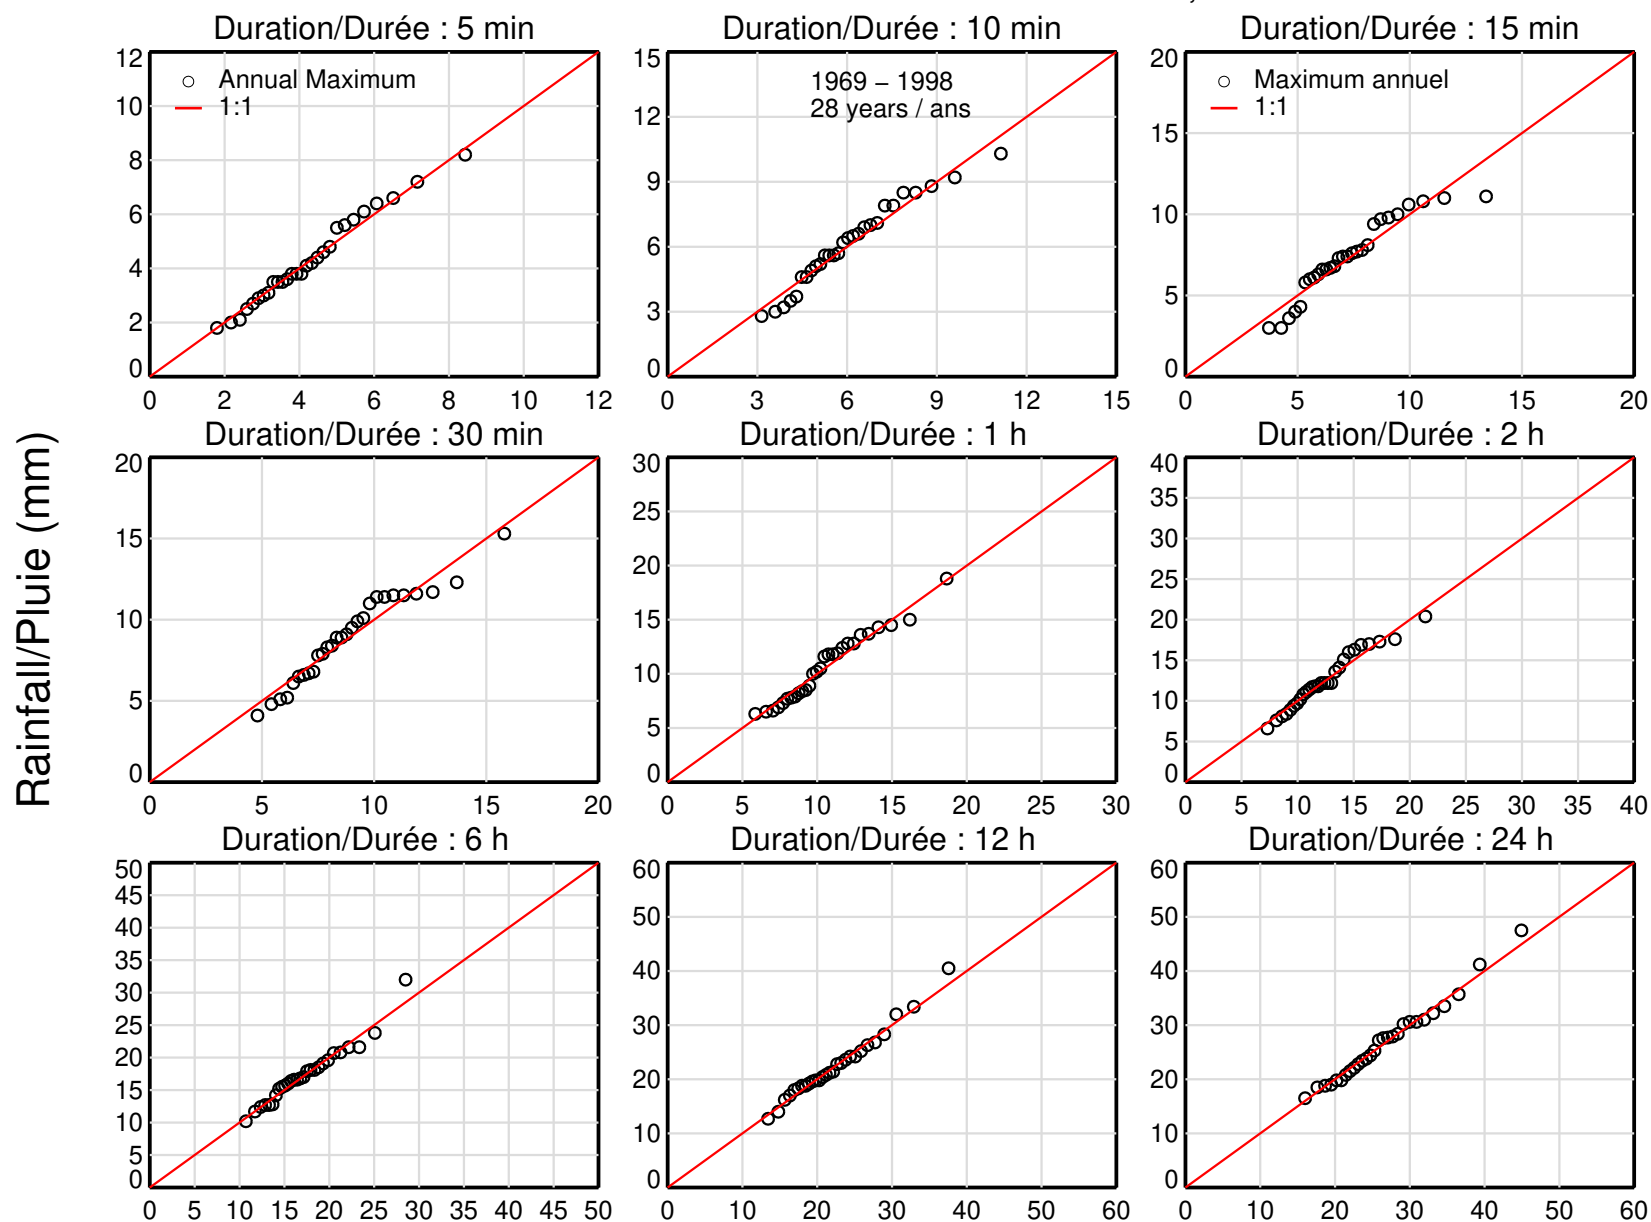 Duration/Durée : 5 min
12
10
8
6
4
2
0
0 2 4 6 8 10 12
Annual Maximum
1:1
Duration/Durée : 10 min
15
12
9
6
3
0
0 3 6 9 12 15
1969 − 1998
28 years / ans
Duration/Durée : 15 min
20
15
10
5
0
0 5 10 15 20
Maximum annuel
1:1
Rainfall/Pluie (mm)
Duration/Durée : 30 min
20
15
10
5
0
0 5 10 15 20
Duration/Durée : 1 h
30
25
20
15
10
5
0
0 5 10 15 20 25 30
Duration/Durée : 2 h
40
35
30
25
20
15
10
5
0
0 5 10 15 20 25 30 35 40
Duration/Durée : 6 h
50
45
40
35
30
25
20
15
10
5
0
0 5 10 15 20 25 30 35 40 45 50
Duration/Durée : 12 h
60
50
40
30
20
10
0
0 10 20 30 40 50 60
Duration/Durée : 24 h
60
50
40
30
20
10
0
0 10 20 30 40 50 60